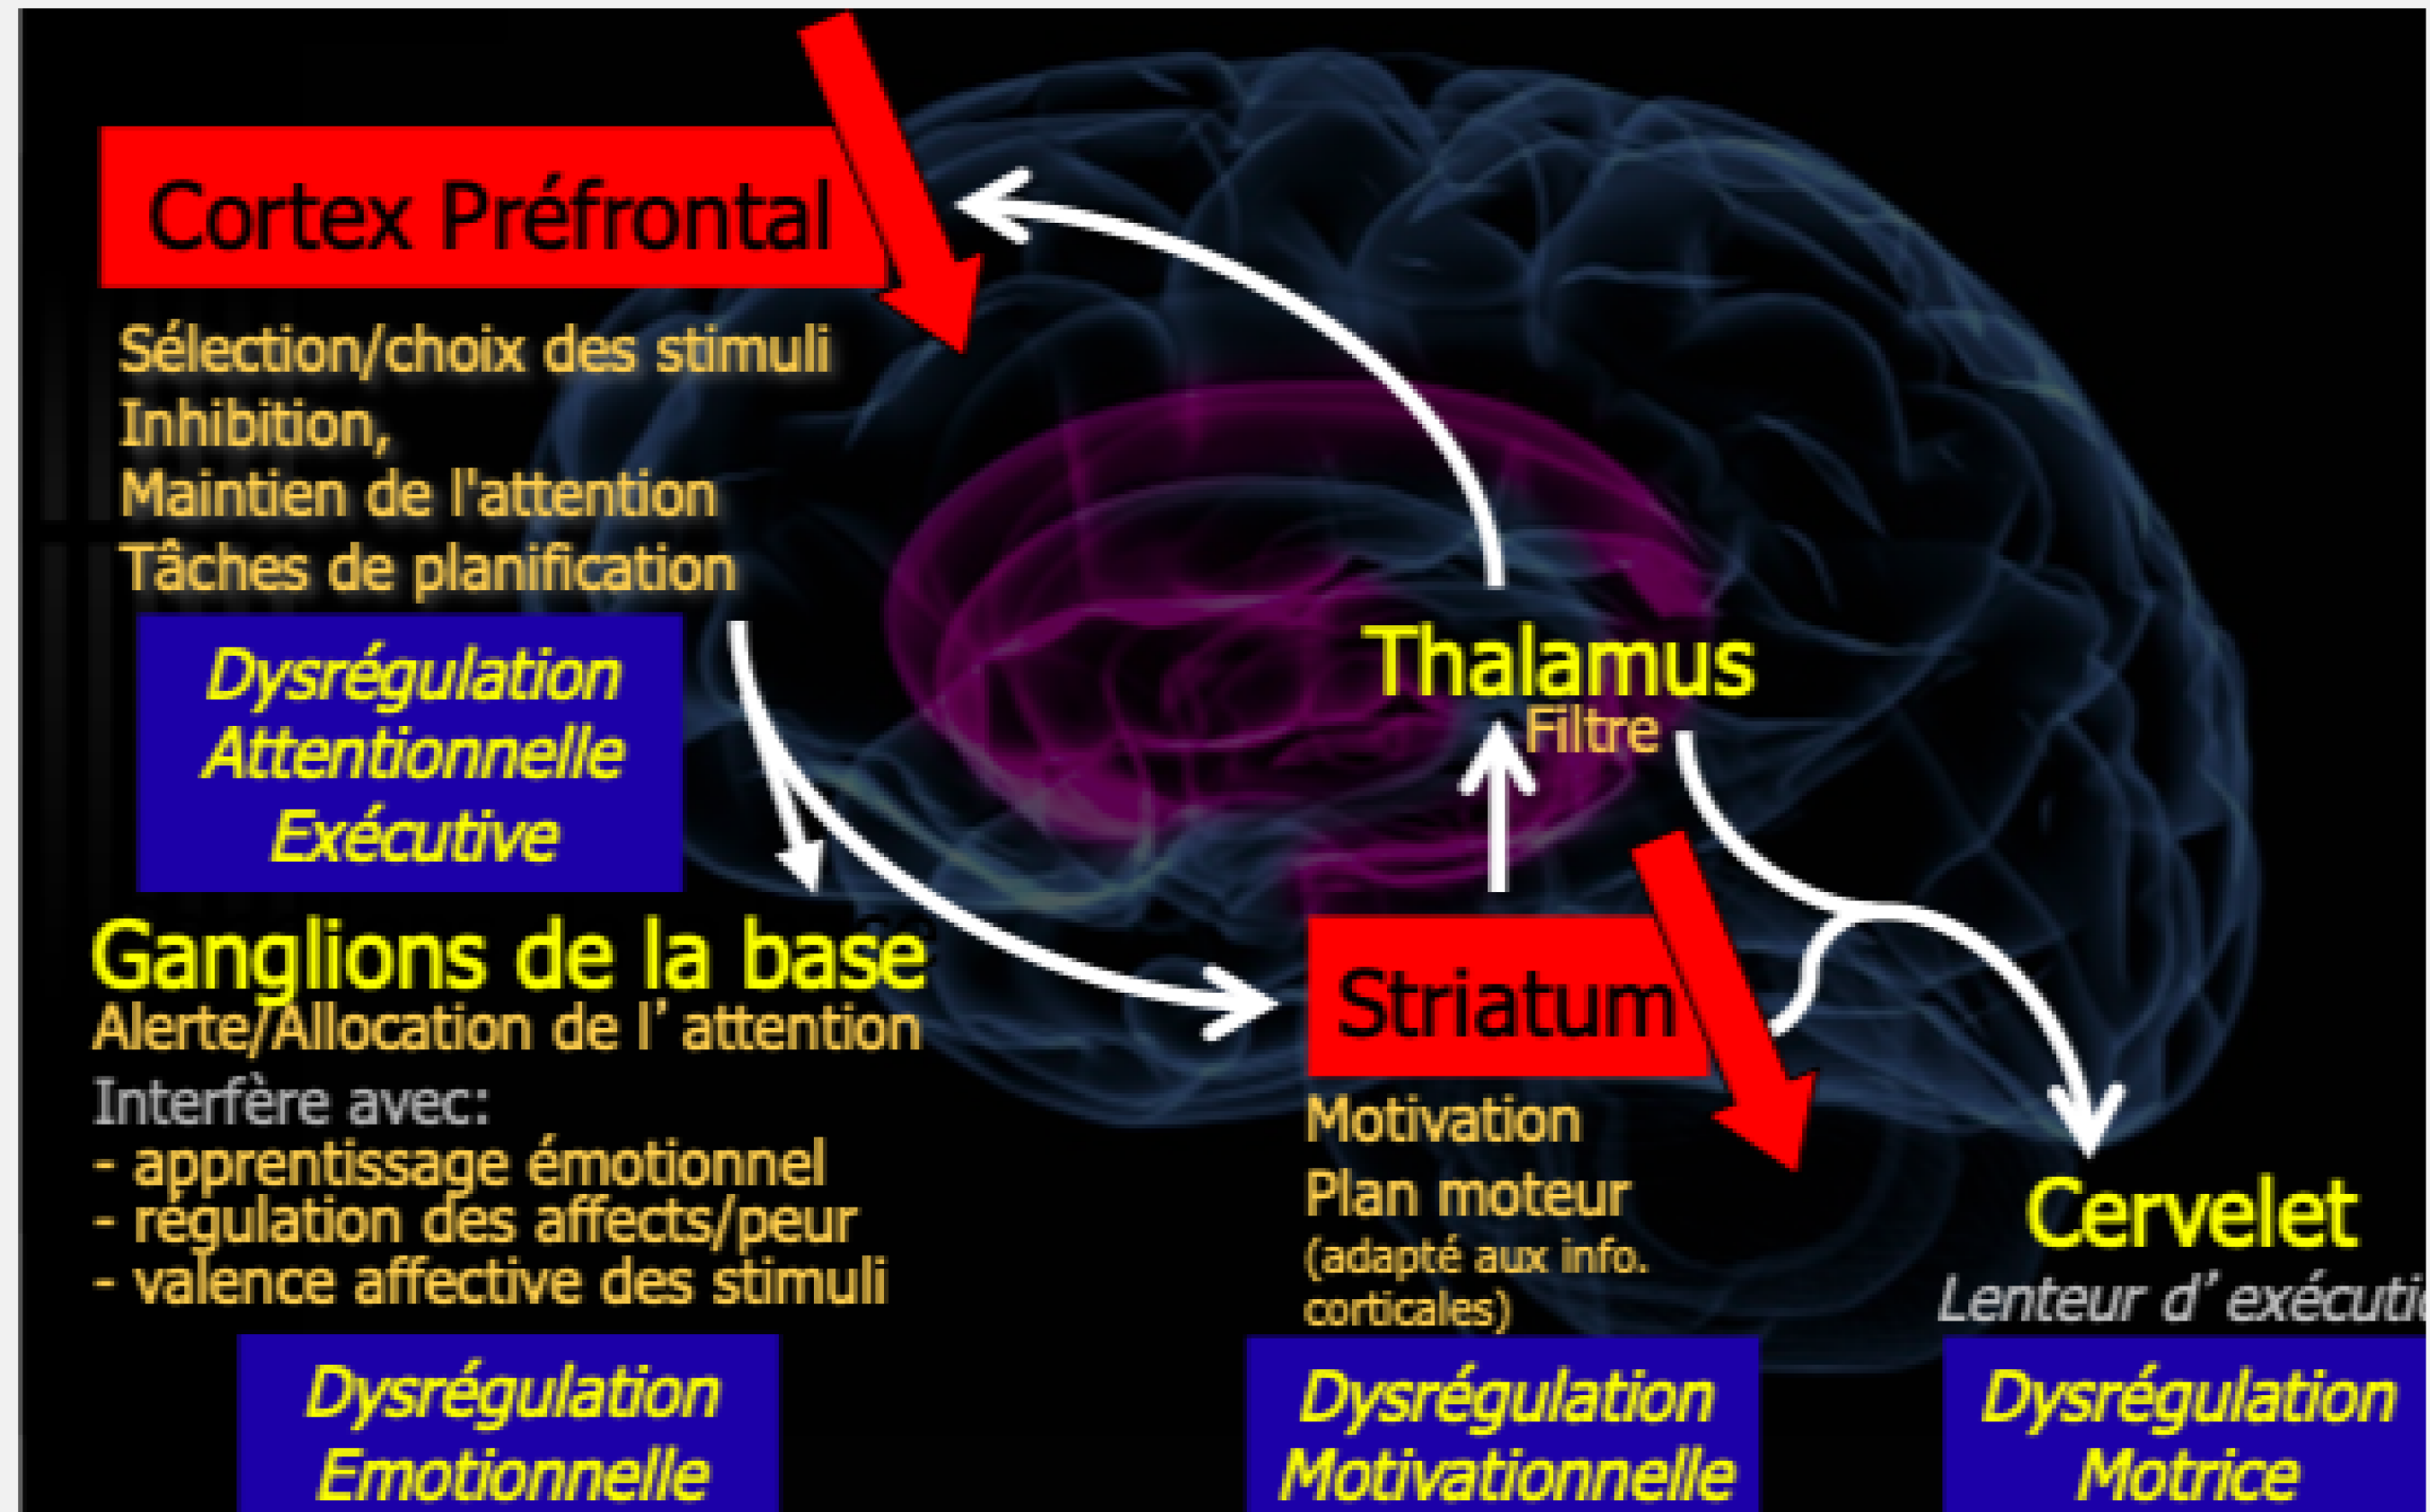 Cortex Préfrontal
Sélection/choix des stimuli
Inhibition,
Maintien de l'attention
Tâches de planification
Dysrégulation
Attentionnelle
Exécutive
Ganglions de la base
Alerte/Allocation de l’ attention
Interfère avec:
- apprentissage émotionnel
- régulation des affects/peur
- valence affective des stimuli
Dysrégulation
Emotionnelle
Thalamus
Filtre
Striatum
Motivation
Plan moteur
(adapté aux info.
corticales)
Dysrégulation
Motivationnelle
Cervelet
Lenteur d’
Dysrégulation
Motrice